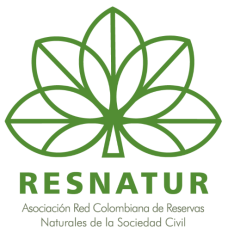 RESNATUR
Asociación Red Colombiana de Reservas
Naturales de la Sociedad Civil